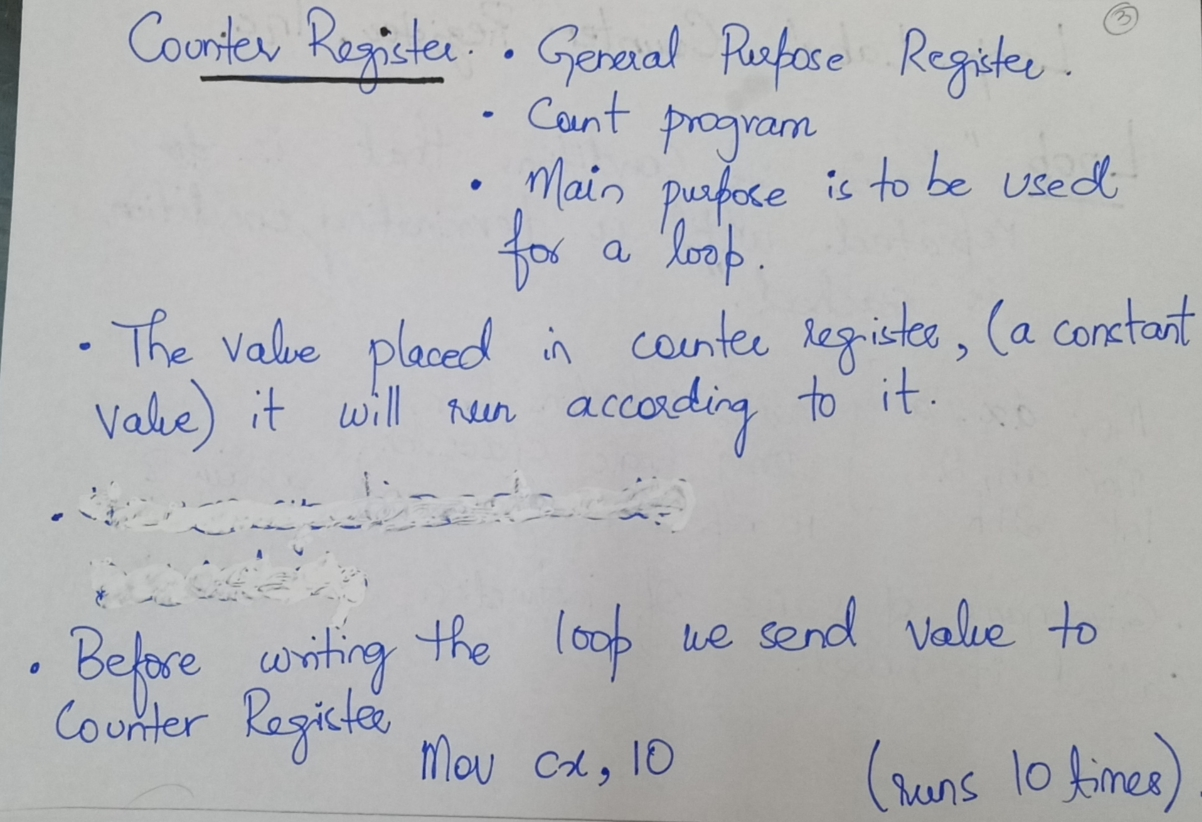 3
Counter Register. • General Purpose Register.
• Count program
• Main purpose is to be used
for a loop.
• The value placed in counter register, (a constant
value) it will run according to it.
•
• Before writing the loop we send value to
Counter Register
Mov cx, 10 (runs 10 times).